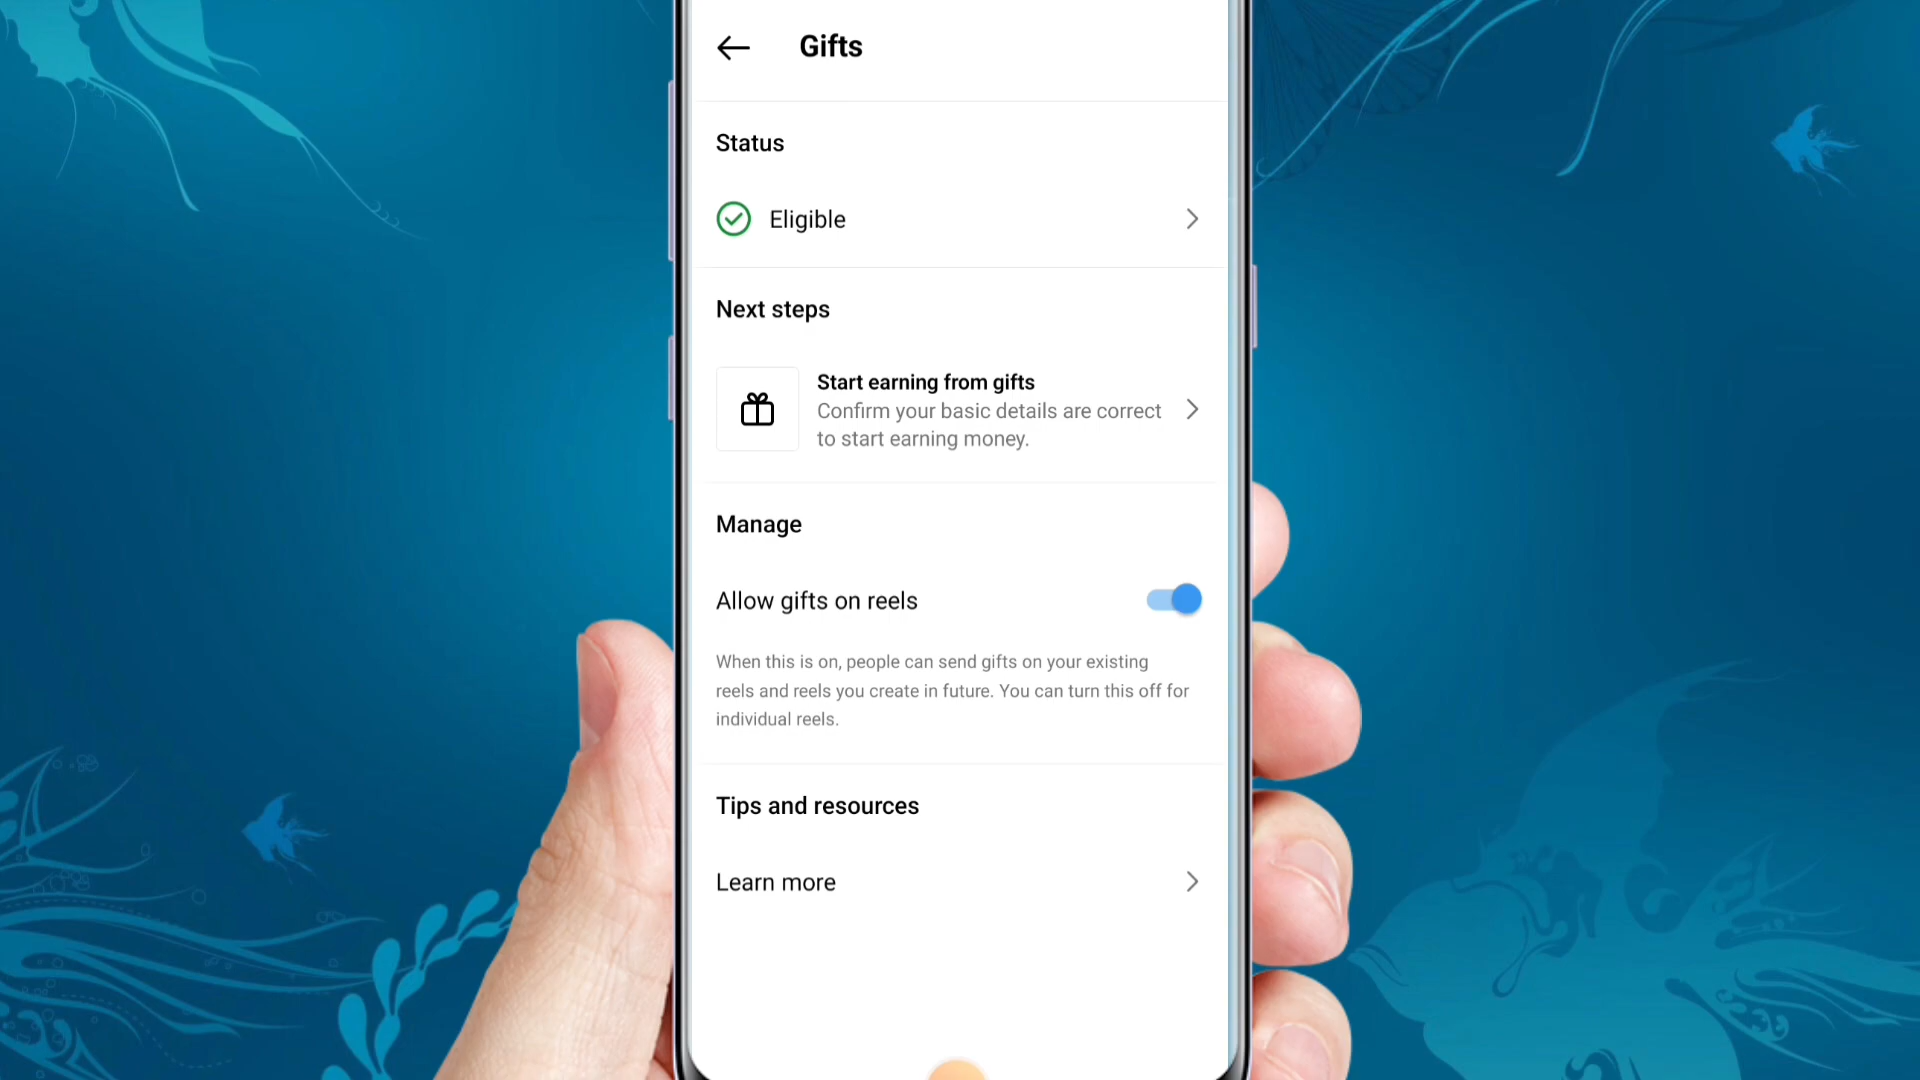 Gifts
Status
Eligible
Next steps
Start earning from gifts
Confirm your basic details are correct
to start earning money.
Manage
Allow gifts on reels
When this is on, people can send gifts on your existing
reels and reels you create in future. You can turn this off for
individual reels.
Tips and resources
Learn more